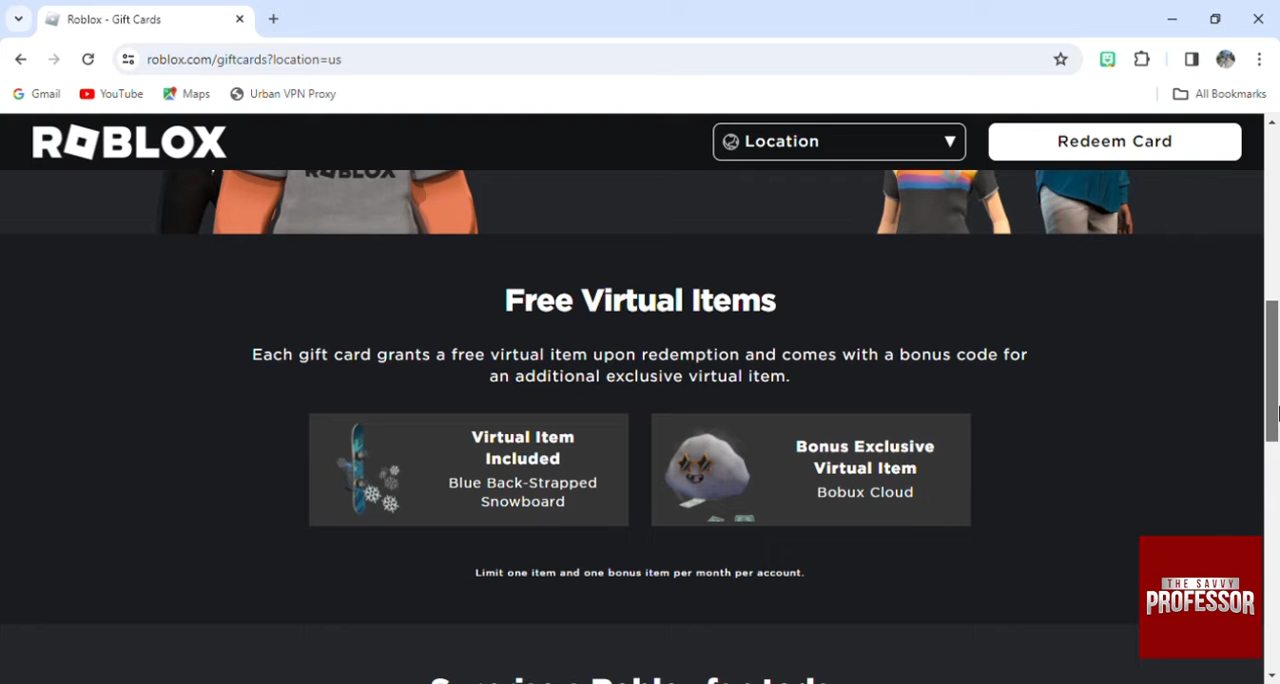 Roblox - Gift Cards
roblox.com/giftcards?location=us
Gmail YouTube Maps Urban VPN Proxy All Bookmarks
ROBLOX Location Redeem Card
ROBLOX
Free Virtual Items
Each gift card grants a free virtual item upon redemption and comes with a bonus code for
an additional exclusive virtual item.
Virtual Item
Included
Blue Back-Strapped
Snowboard
Bonus Exclusive
Virtual Item
Bobux Cloud
Limit one item and one bonus item per month per account.
THE SAVVY
PROFESSOR